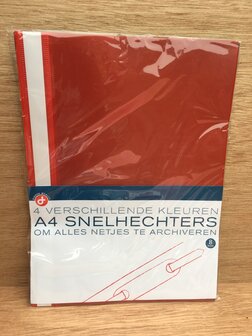 4 VERSCHILLENDE KLEUREN
A4 SNELHECHTERS
OM ALLES NETJES TE ARCHIVEREN